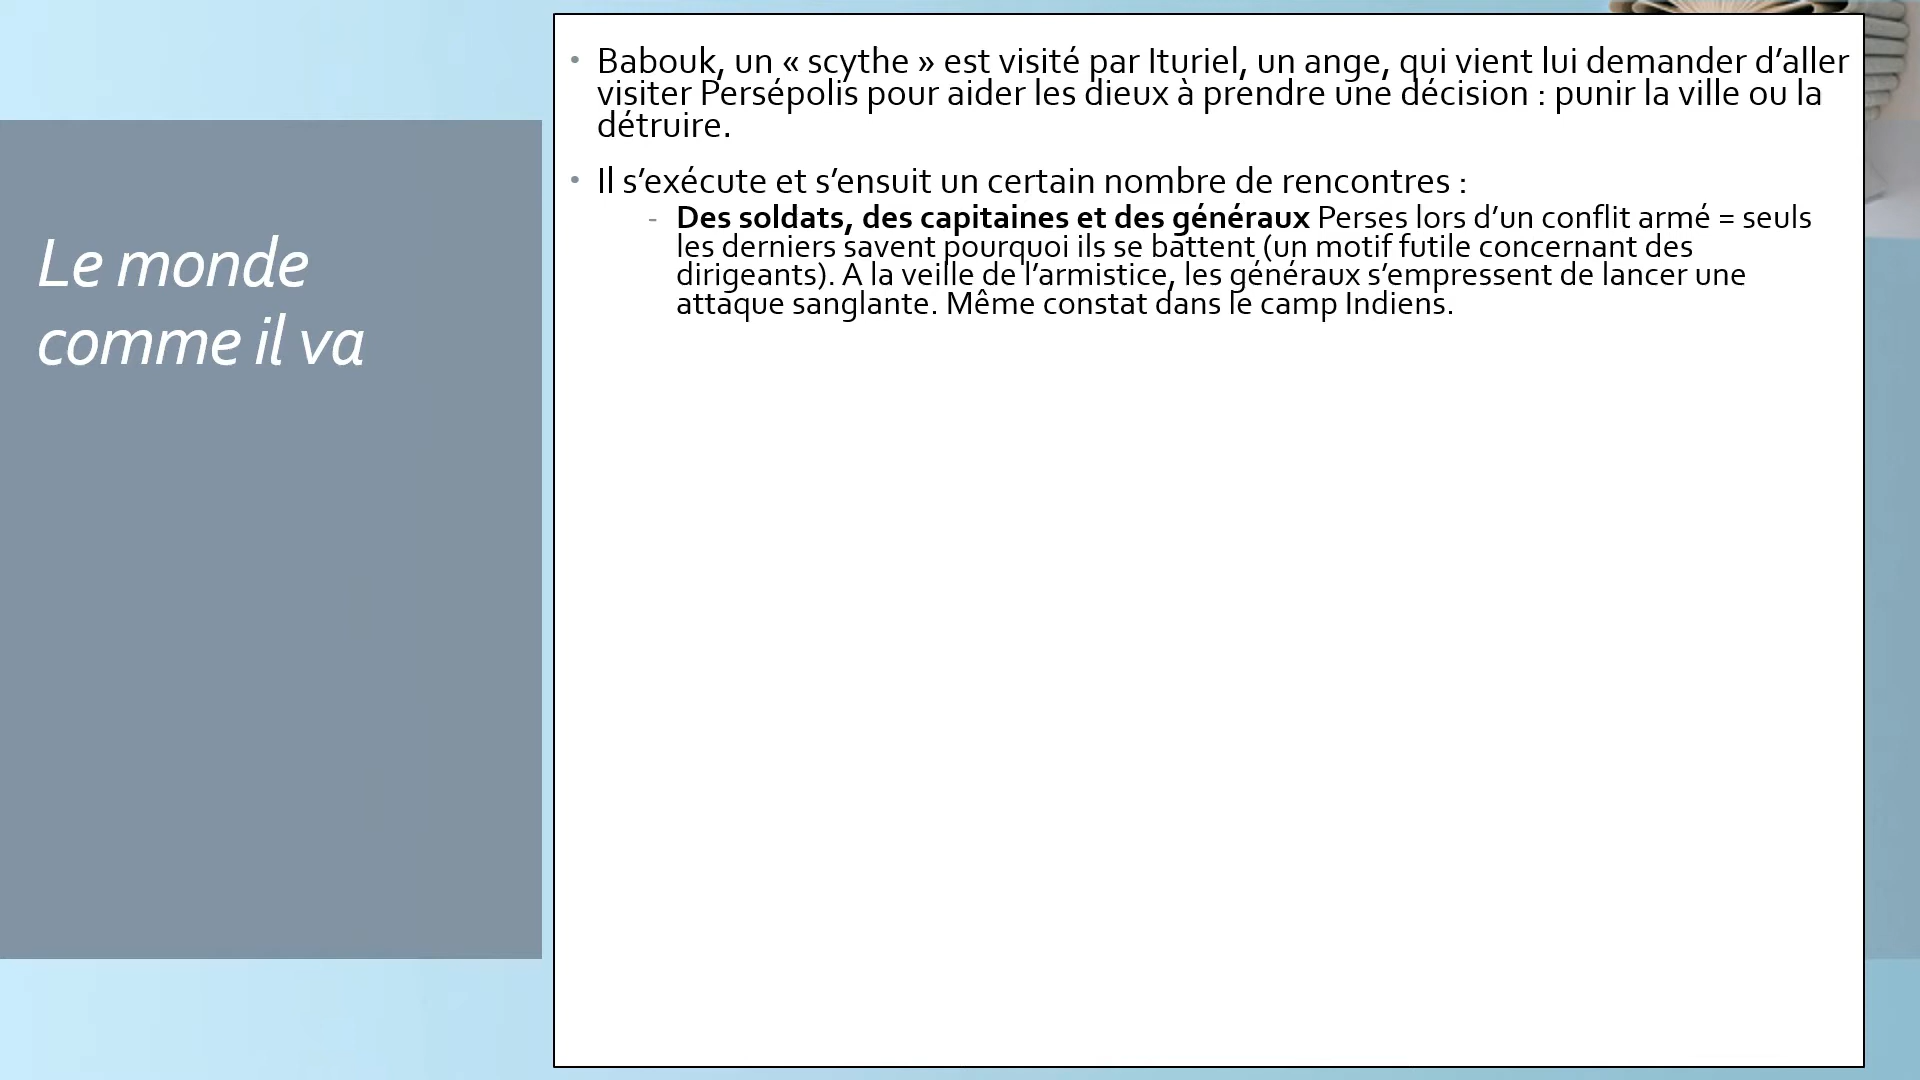 Le monde
comme il va
• Babouk, un « scythe » est visité par Ituriel, un ange, qui vient lui demander d’aller
visiter Persépolis pour aider les dieux à prendre une décision : punir la ville ou la
détruire.
• Il s’exécute et s’ensuit un certain nombre de rencontres :
- Des soldats, des capitaines et des généraux Perses lors d’un conflit armé = seuls
les derniers savent pourquoi ils se battent (un motif futile concernant des
dirigeants). A la veille de l’armistice, les généraux s’empressent de lancer une
attaque sanglante. Même constat dans le camp Indiens.